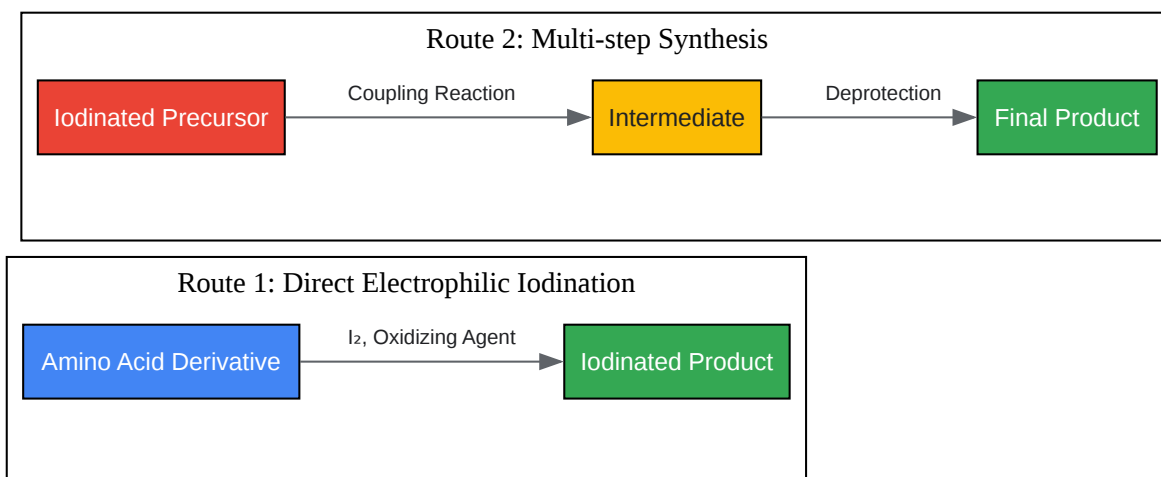 Route 2: Multi-step Synthesis
Iodinated Precursor
Coupling Reaction
Intermediate
Deprotection
Final Product
Route 1: Direct Electrophilic Iodination
Amino Acid Derivative
I₂, Oxidizing Agent
Iodinated Product